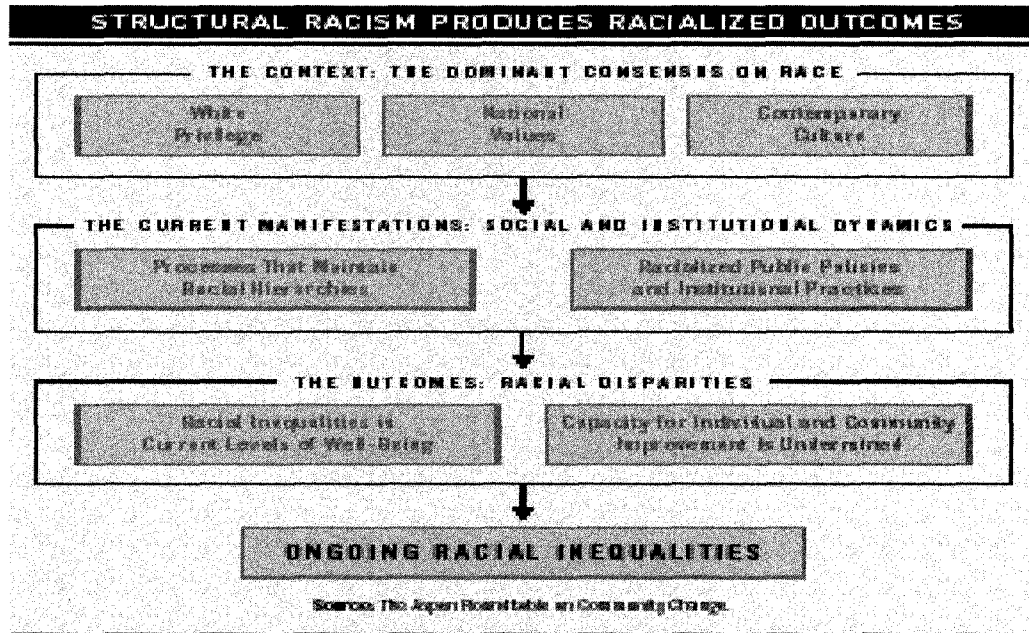 STRUCTURAL RACISM PRODUCES RACIALIZED OUTCOMES
THE CONTEXT: THE DOMINANT CONSENSUS ON RACE
White
Privilege
National
Values
Contemporary
Culture
THE CURRENT MANIFESTATIONS: SOCIAL AND INSTITUTIONAL DYNAMICS
Processes That Maintain
Racial Hierarchies
Racialized Public Policies
and Institutional Practices
THE OUTCOMES: RACIAL DISPARITIES
Racial Inequalities in
Current Levels of Well-Being
Capacity for Individual and Community
Improvement Is Undermined
ONGOING RACIAL INEQUALITIES
Source: The Aspen Roundtable on Community Change.